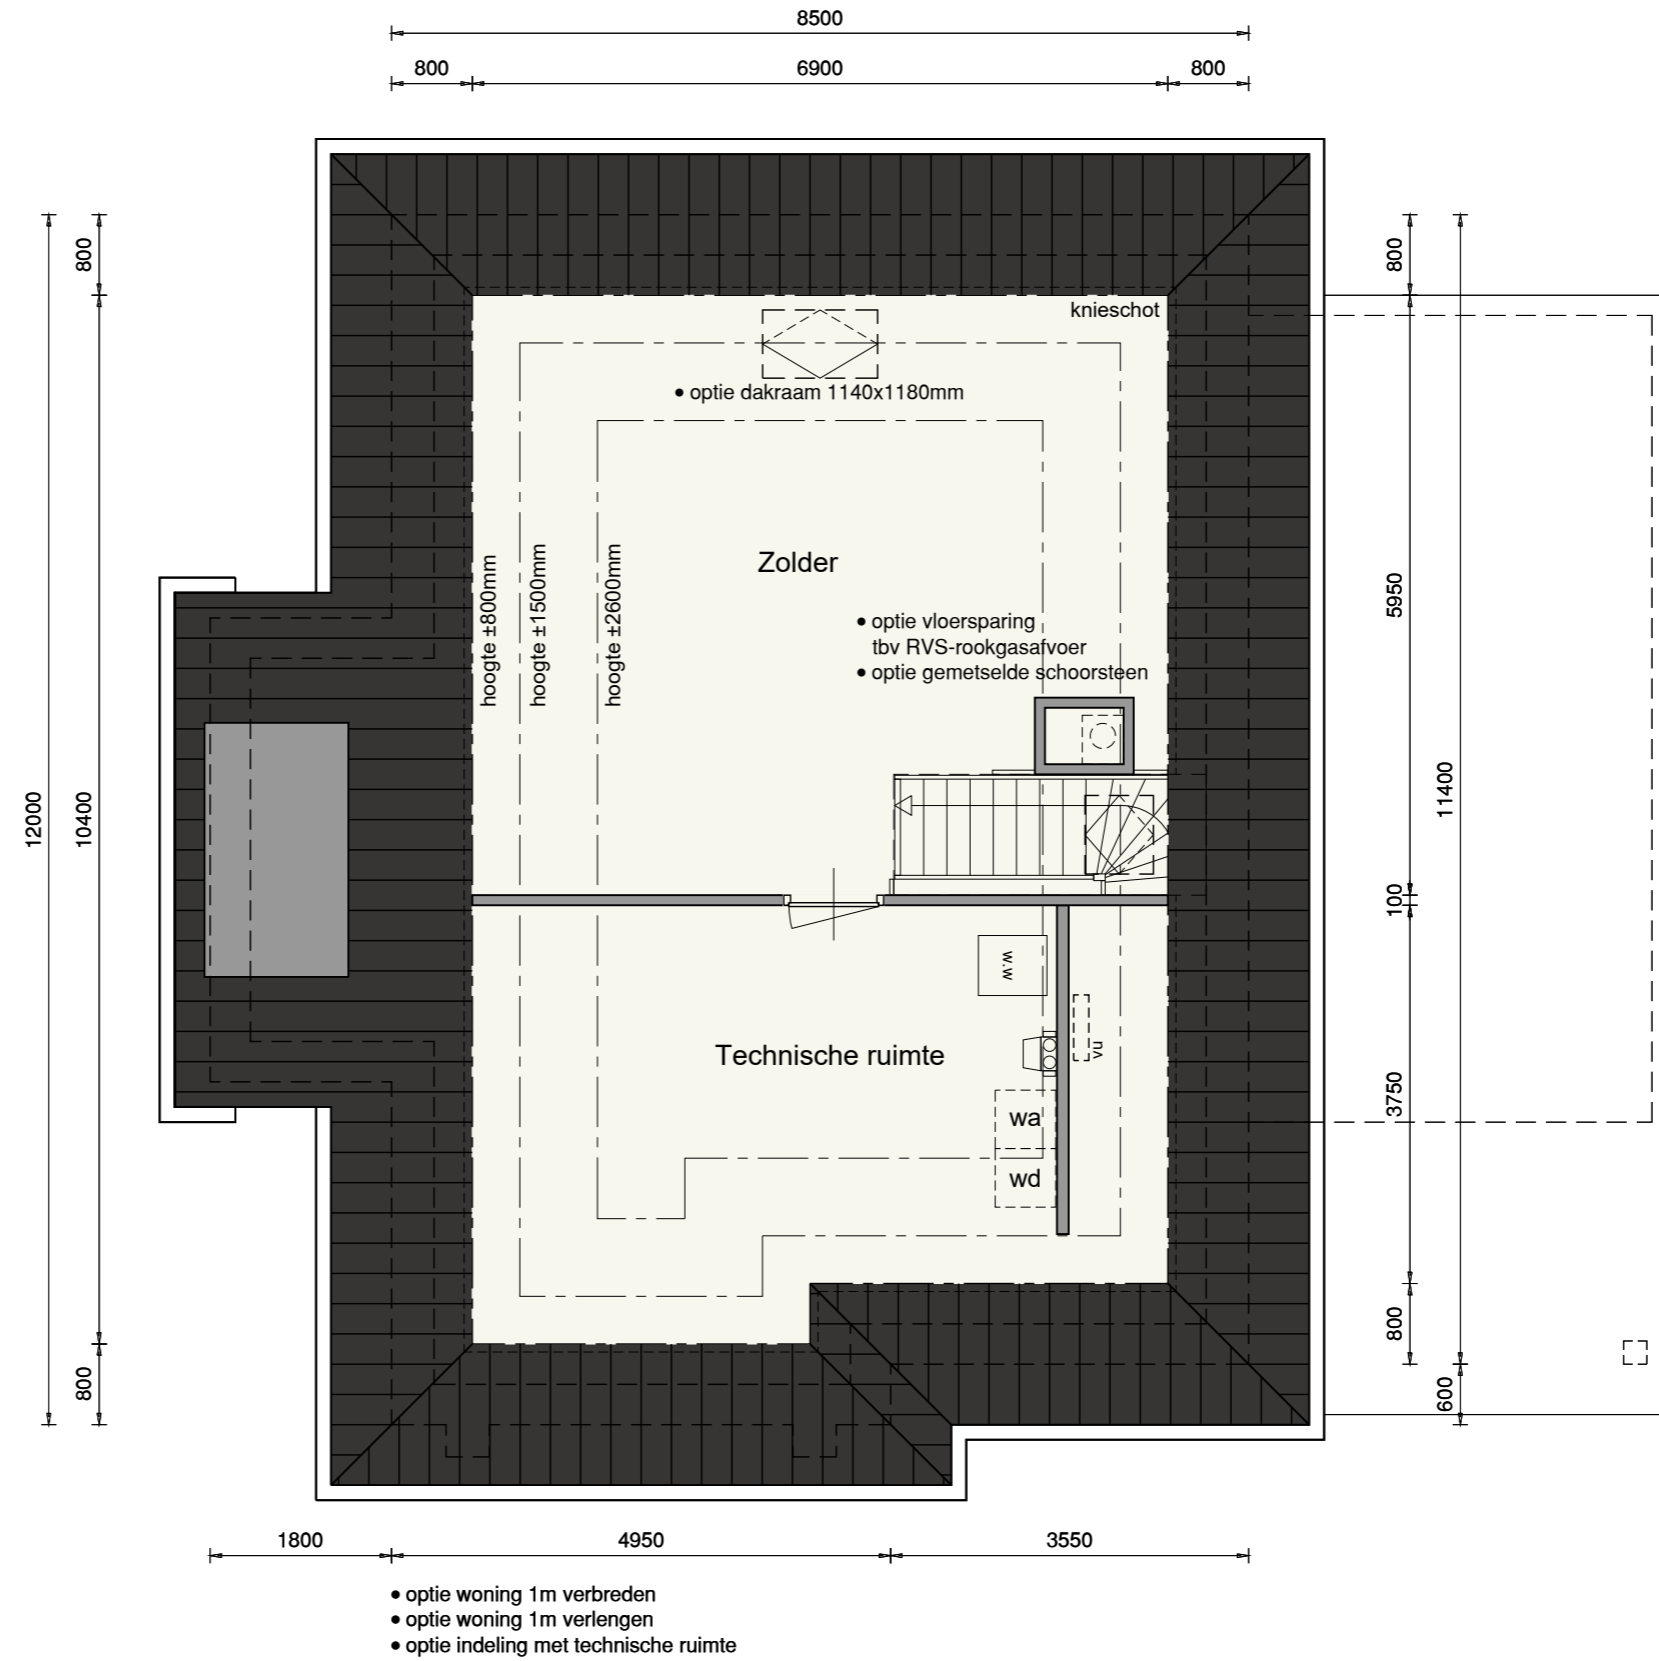 8500
800
6900
800
800
800
knieschot
• optie dakraam 1140x1180mm
Zolder
hoogte ±800mm
hoogte ±1500mm
hoogte ±2600mm
• optie vloersparing
tbv RVS-rookgasafvoer
• optie gemetselde schoorsteen
5950
12000
10400
11400
100
w.w
vu
Technische ruimte
wa
wd
3750
800
800
600
1800
4950
3550
• optie woning 1m verbreden
• optie woning 1m verlengen
• optie indeling met technische ruimte